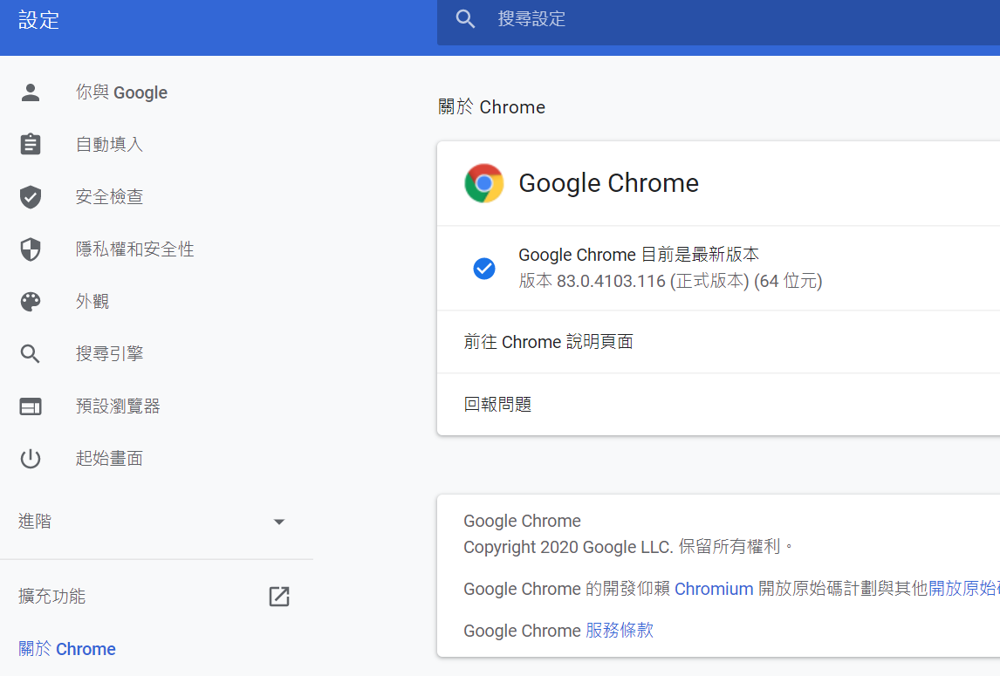 設定
搜尋設定
你與 Google
自動填入
安全檢查
隱私權和安全性
外觀
搜尋引擎
預設瀏覽器
起始畫面
進階
擴充功能
關於 Chrome
關於 Chrome
Google Chrome
Google Chrome 目前是最新版本
版本 83.0.4103.116 (正式版本) (64 位元)
前往 Chrome 說明頁面
回報問題
Google Chrome
Copyright 2020 Google LLC. 保留所有權利。
Google Chrome 的開發仰賴 Chromium 開放原始碼計劃與其他開放原始
Google Chrome 服務條款